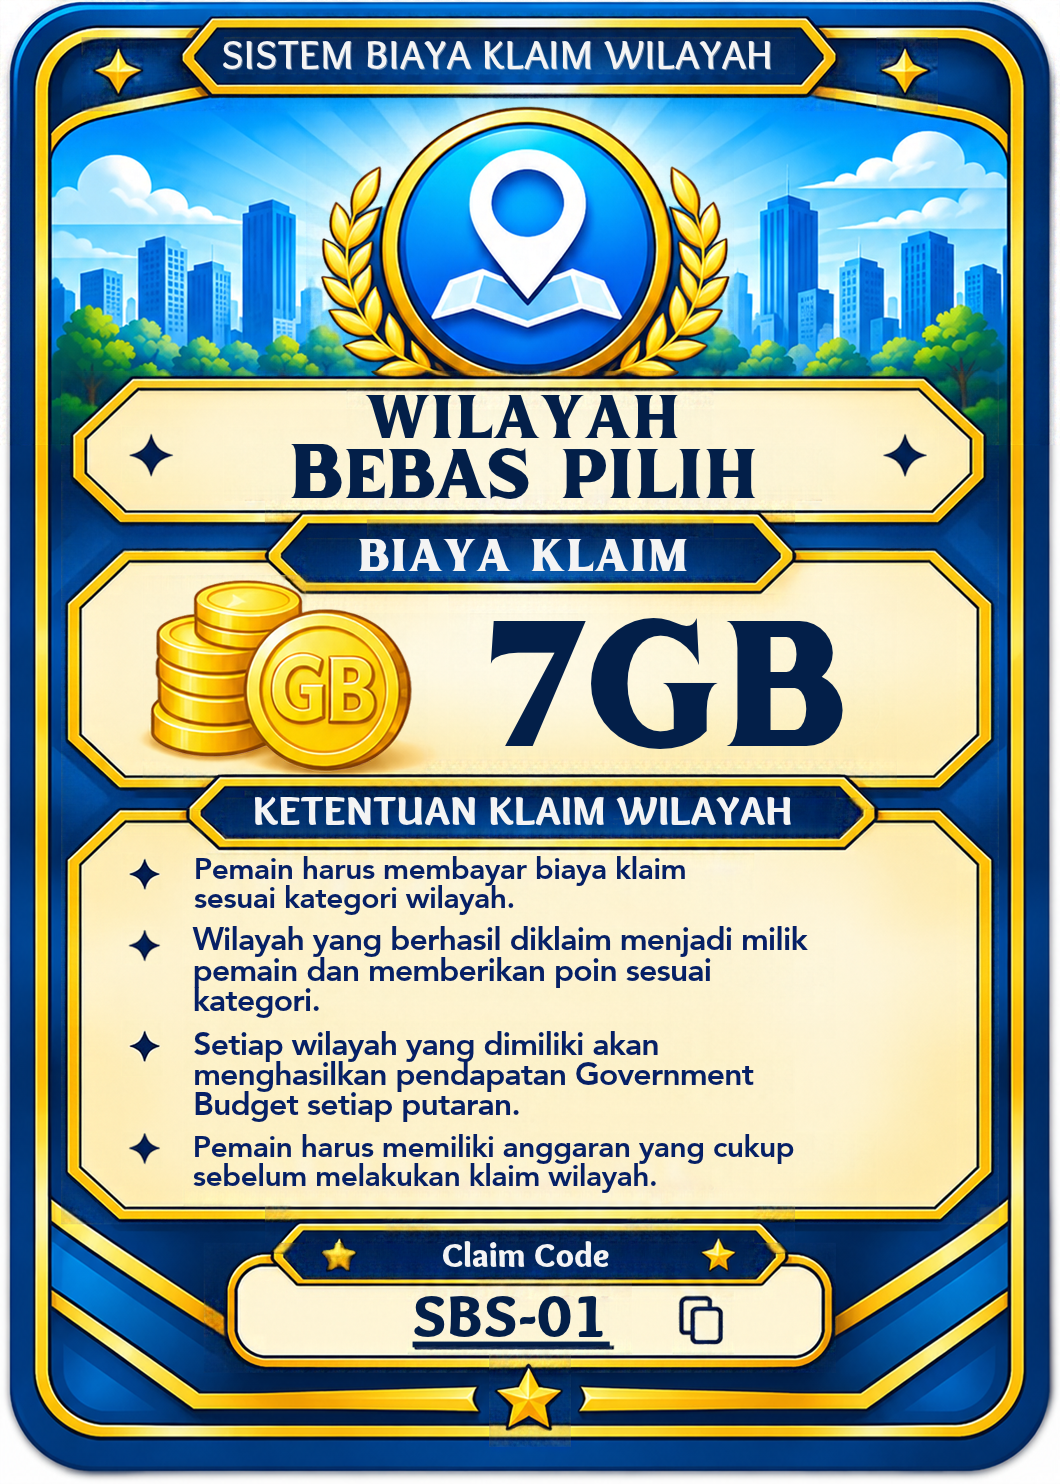 SISTEM BIAYA KLAIM WILAYAH
WILAYAH
BEBAS PILIH
BIAYA KLAIM
GB
7GB
KETENTUAN KLAIM WILAYAH
Pemain harus membayar biaya klaim
sesuai kategori wilayah.
Wilayah yang berhasil diklaim menjadi milik
pemain dan memberikan poin sesuai
kategori.
Setiap wilayah yang dimiliki akan
menghasilkan pendapatan Government
Budget setiap putaran.
Pemain harus memiliki anggaran yang cukup
sebelum melakukan klaim wilayah.
Claim Code
SBS-01